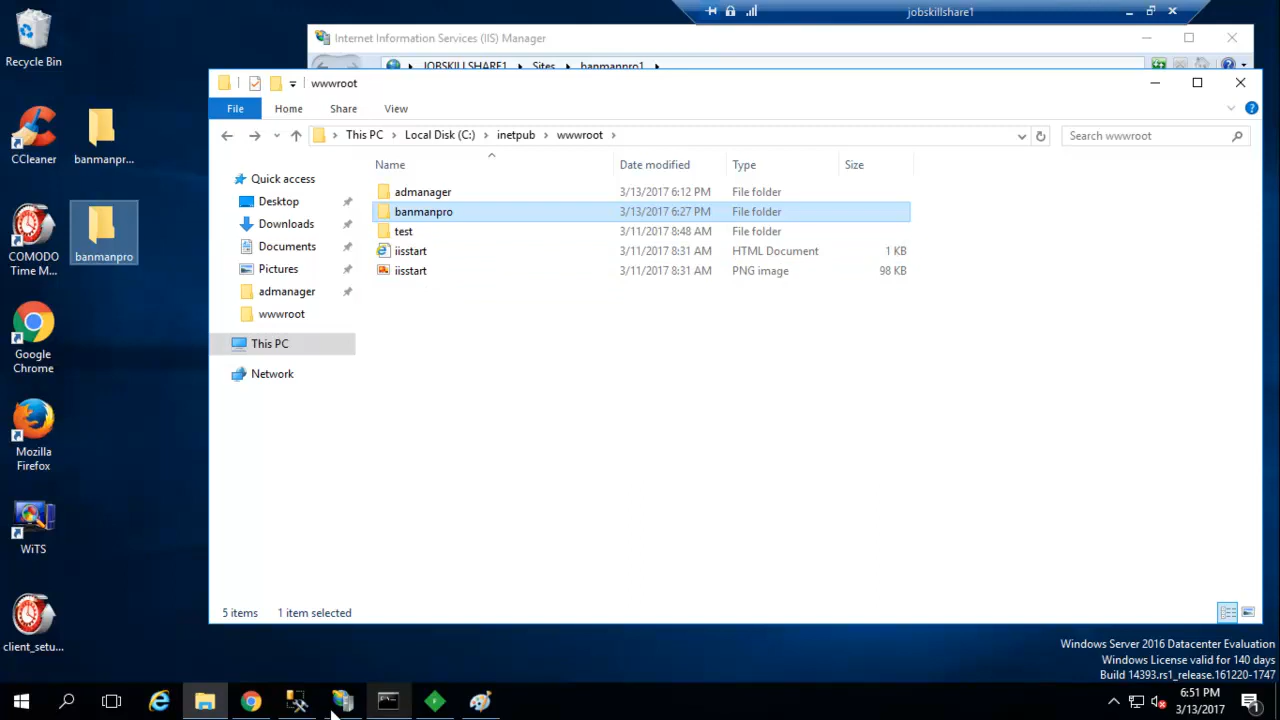 jobskillshare1
Recycle Bin
CCleaner
banmanpr...
COMODO
Time M...
banmanpro
Google
Chrome
Mozilla
Firefox
WiTS
client_setu...
Internet Information Services (IIS) Manager
JOBSKILLSHARE1
Sites
banmanpro1
wwwroot
File
Home
Share
View
This PC
Local Disk (C:)
inetpub
wwwroot
Search wwwroot
Quick access
Desktop
Downloads
Documents
Pictures
admanager
wwwroot
This PC
Network
Name
Date modified
Type
Size
admanager 3/13/2017 6:12 PM File folder
banmanpro 3/13/2017 6:27 PM File folder
test 3/11/2017 8:48 AM File folder
iisstart 3/11/2017 8:31 AM HTML Document 1 KB
iisstart 3/11/2017 8:31 AM PNG image 98 KB
5 items
1 item selected
Windows Server 2016 Datacenter Evaluation
Windows License valid for 140 days
Build 14393.rs1_release.161220-1747
6:51 PM
3/13/2017
1